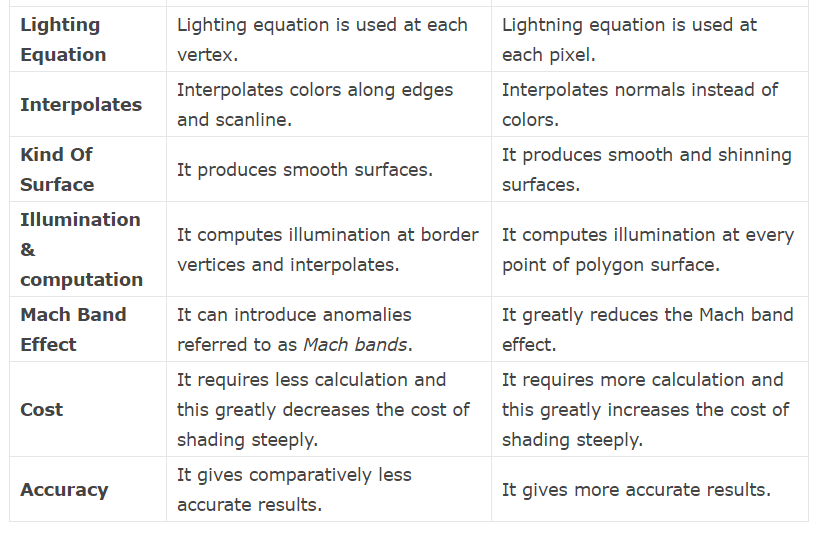 Lighting
Equation
Lighting equation is used at each
vertex.
Lightning equation is used at
each pixel.
Interpolates
Interpolates colors along edges
and scanline.
Interpolates normals instead of
colors.
Kind Of
Surface
It produces smooth surfaces.
It produces smooth and shinning
surfaces.
Illumination
&
computation
It computes illumination at border
vertices and interpolates.
It computes illumination at every
point of polygon surface.
Mach Band
Effect
It can introduce anomalies
referred to as Mach bands.
It greatly reduces the Mach band
effect.
Cost
It requires less calculation and
this greatly decreases the cost of
shading steeply.
It requires more calculation and
this greatly increases the cost of
shading steeply.
Accuracy
It gives comparatively less
accurate results.
It gives more accurate results.